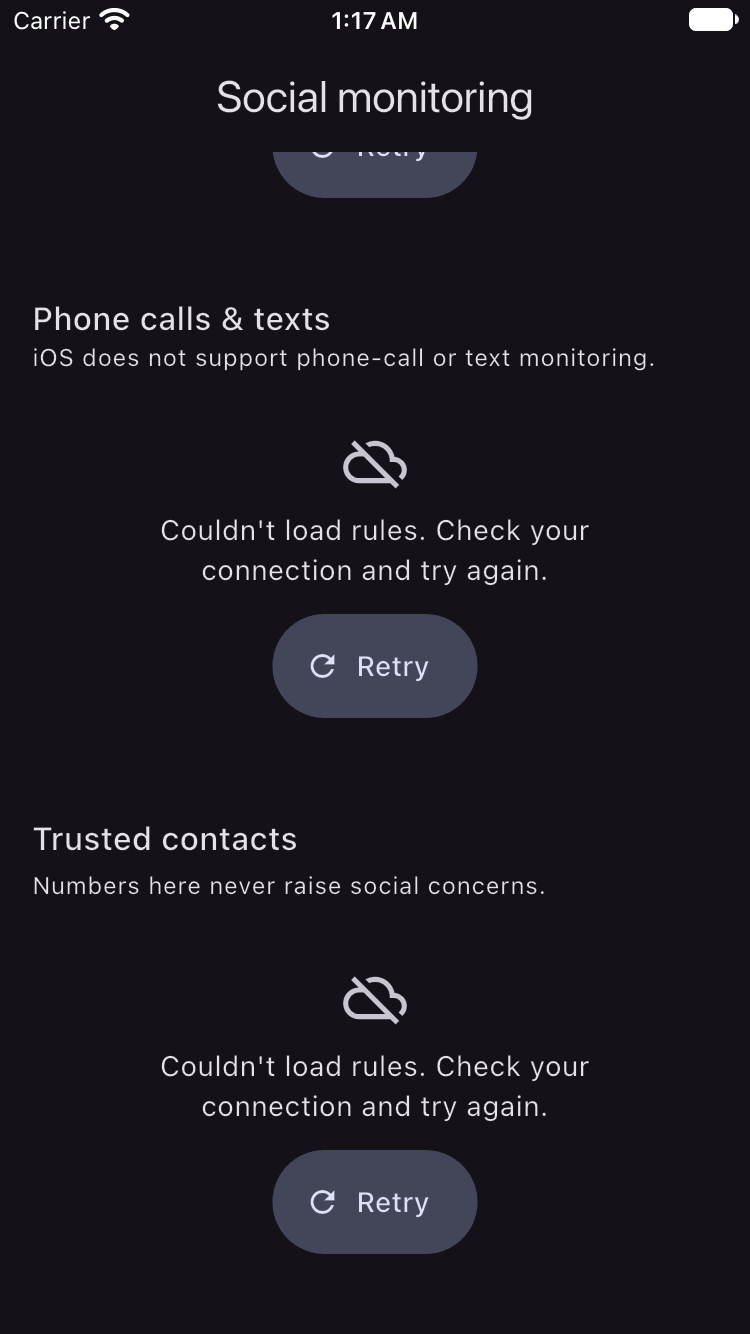 Carrier 1:17 AM
Social monitoring
Retry
Phone calls & texts
iOS does not support phone-call or text monitoring.
Couldn't load rules. Check your
connection and try again.
Retry
Trusted contacts
Numbers here never raise social concerns.
Couldn't load rules. Check your
connection and try again.
Retry